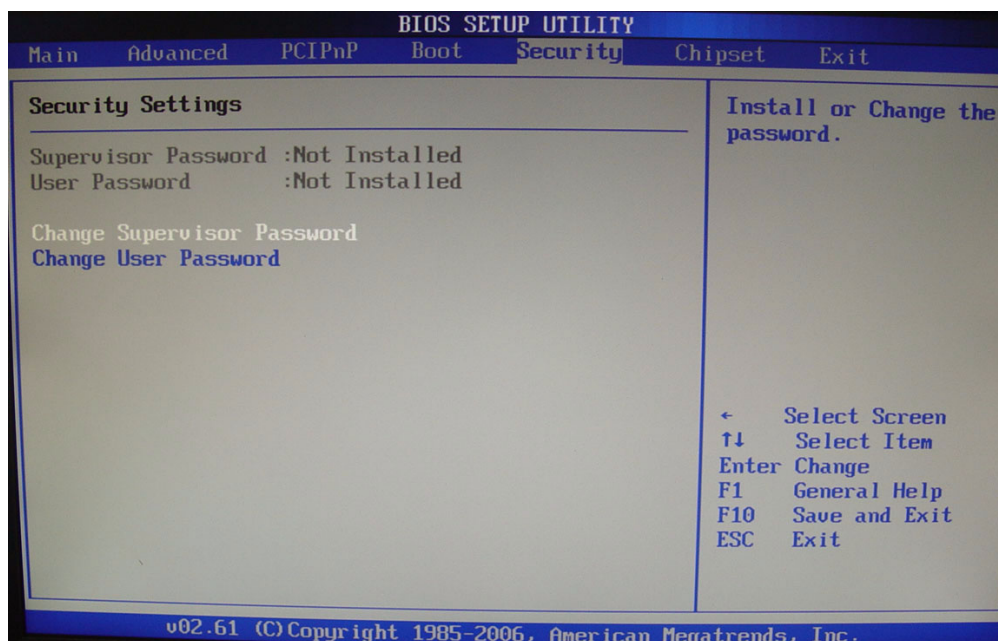 BIOS SETUP UTILITY
Main Advanced PCIPnP Boot Security Chipset Exit
Security Settings
Supervisor Password :Not Installed
User Password :Not Installed
Change Supervisor Password
Change User Password
Install or Change the
password.
← Select Screen
↑↓ Select Item
Enter Change
F1 General Help
F10 Save and Exit
ESC Exit
v02.61 (C)Copyright 1985-2006, American Megatrends, Inc.